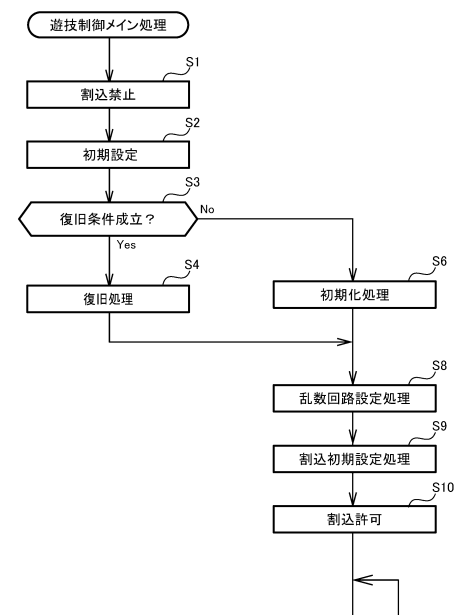 遊技制御メイン処理
S1
割込禁止
S2
初期設定
S3
復旧条件成立？
No
Yes
S4
復旧処理
S6
初期化処理
S8
乱数回路設定処理
S9
割込初期設定処理
S10
割込許可